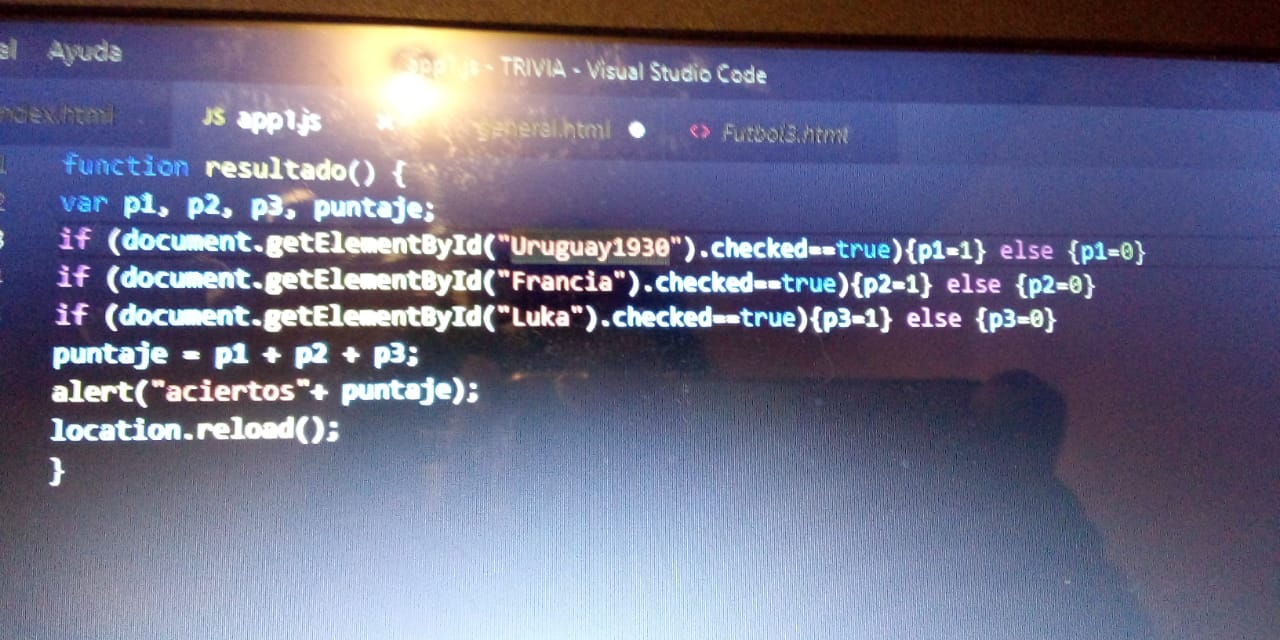 al Ayuda app1.js - TRIVIA - Visual Studio Code
ndex.html JS app1.js × general.html ● <> Futbol3.html
1 function resultado() {
2 var p1, p2, p3, puntaje;
3 if (document.getElementById("Uruguay1930").checked==true){p1=1} else {p1=0}
if (document.getElementById("Francia").checked==true){p2=1} else {p2=0}
if (document.getElementById("Luka").checked==true){p3=1} else {p3=0}
puntaje = p1 + p2 + p3;
alert("aciertos"+ puntaje);
location.reload();
}